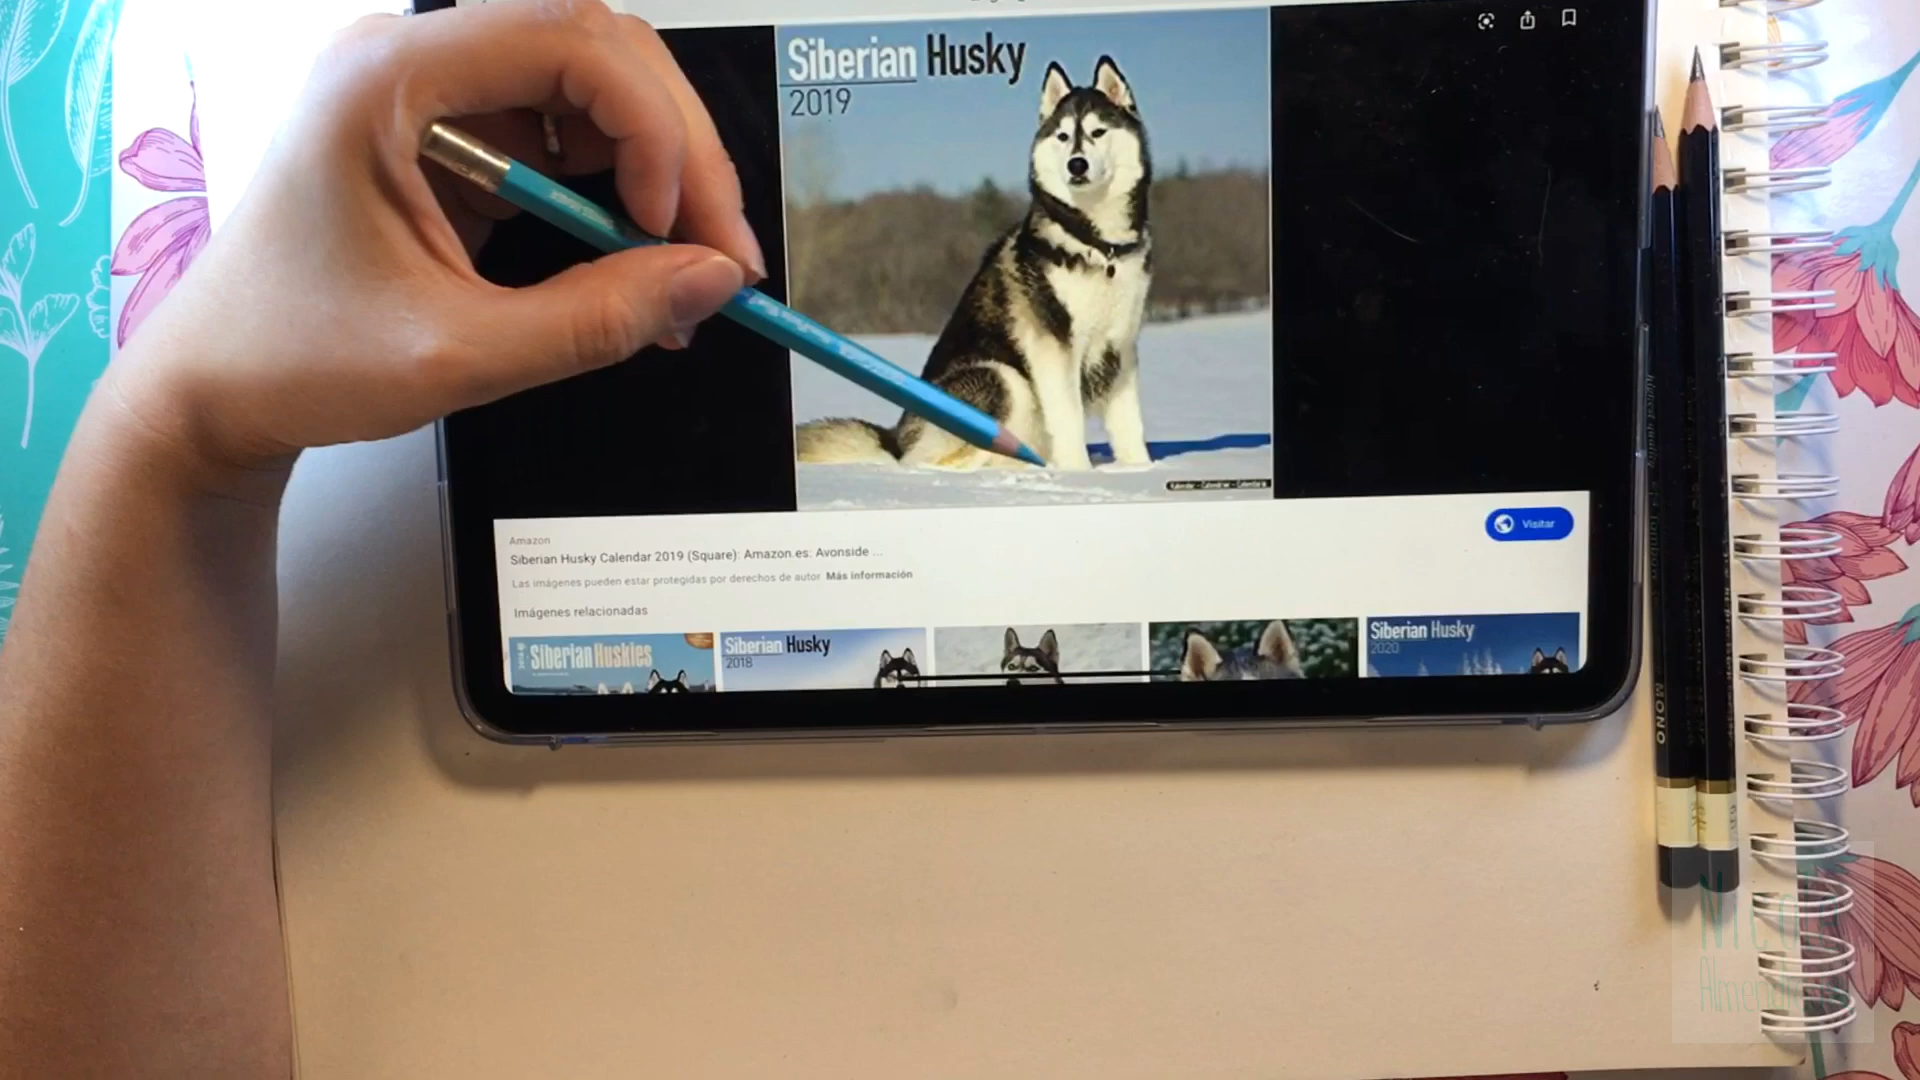 Siberian Husky
2019
Amazon
Visitar
Siberian Husky Calendar 2019 (Square): Amazon.es: Avonside ...
Las imágenes pueden estar protegidas por derechos de autor. Más información
Imágenes relacionadas
Siberian Huskies
Siberian Husky
2018
Siberian Husky
2020
MONO
Nicole